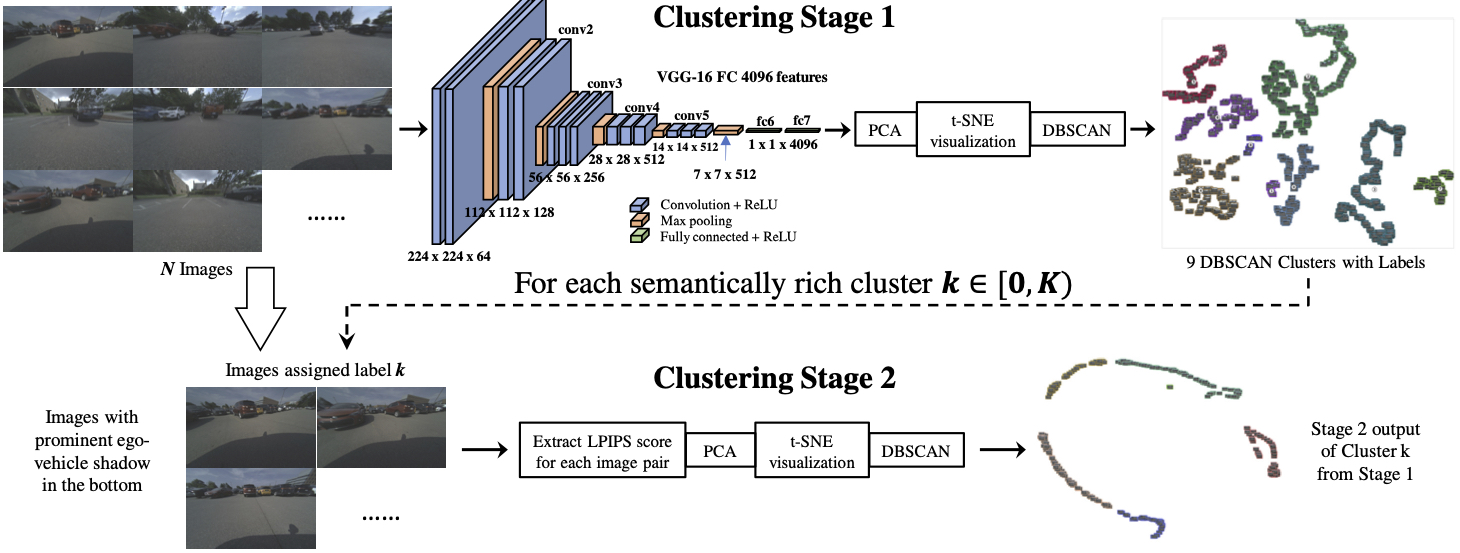 Clustering Stage 1
conv2
conv3
conv4
conv5
VGG-16 FC 4096 features
fc6
fc7
1 x 1 x 4096
14 x 14 x 512
28 x 28 x 512
7 x 7 x 512
56 x 56 x 256
112 x 112 x 128
224 x 224 x 64
Convolution + ReLU
Max pooling
Fully connected + ReLU
PCA
t-SNE
visualization
DBSCAN
9 DBSCAN Clusters with Labels
......
N Images
For each semantically rich cluster k ∈ [0, K)
Images assigned label k
Clustering Stage 2
Images with
prominent ego-
vehicle shadow
in the bottom
......
Extract LPIPS score
for each image pair
PCA
t-SNE
visualization
DBSCAN
Stage 2 output
of Cluster k
from Stage 1